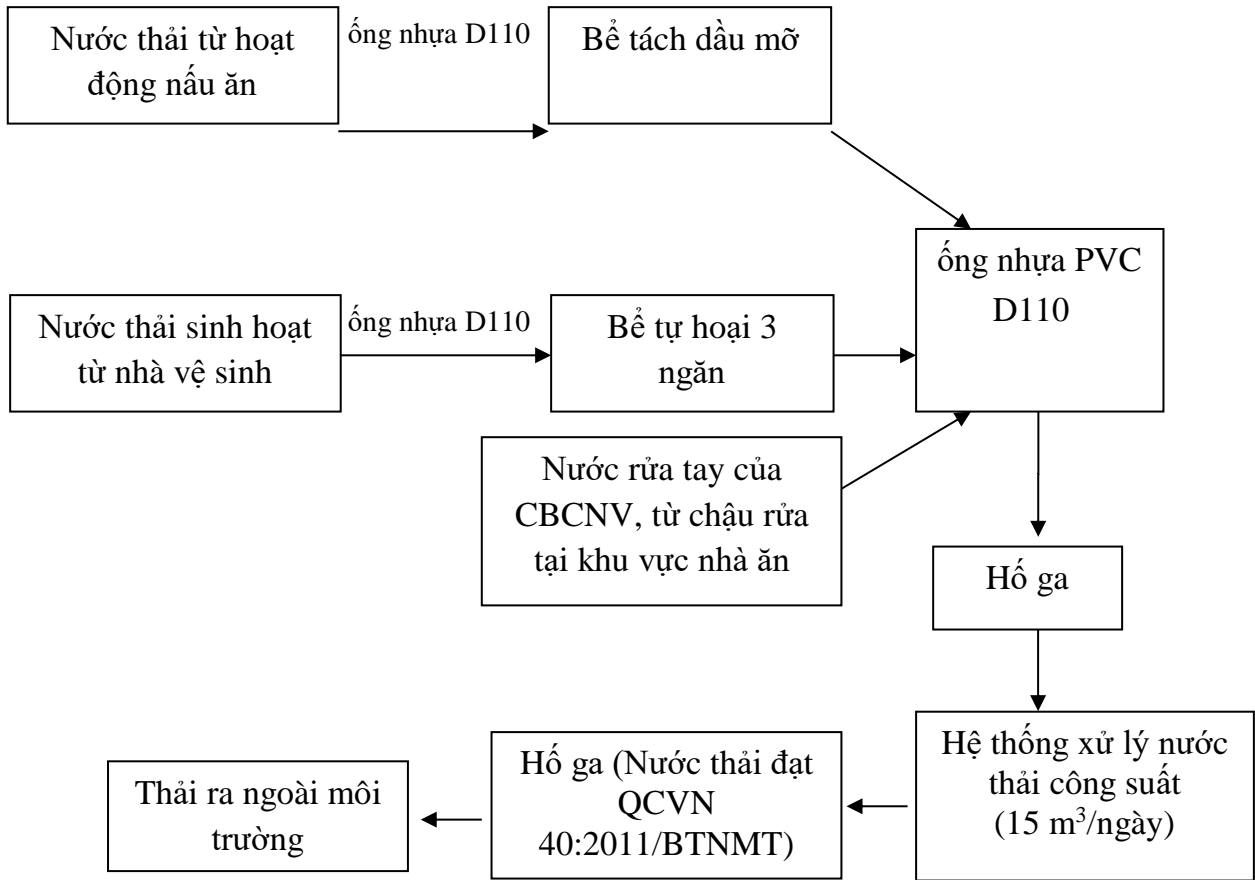 Nước thải từ hoạt
động nấu ăn
ống nhựa D110
Bể tách dầu mỡ
ống nhựa PVC
D110
Nước thải sinh hoạt
từ nhà vệ sinh
ống nhựa D110
Bể tự hoại 3
ngăn
Nước rửa tay của
CBCNV, từ chậu rửa
tại khu vực nhà ăn
Hố ga
Hệ thống xử lý nước
thải công suất
(15 m³/ngày)
Hố ga (Nước thải đạt
QCVN
40:2011/BTNMT)
Thải ra ngoài môi
trường